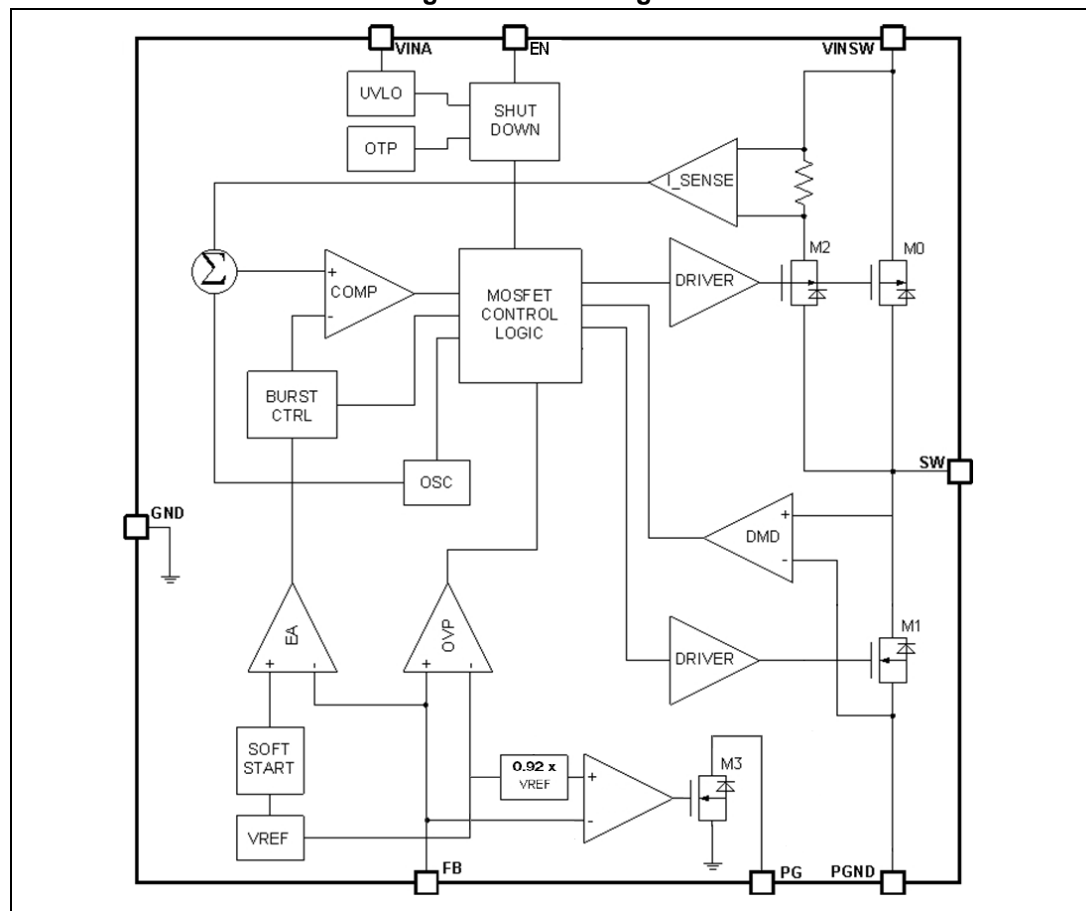 VINA
EN
VINSW
UVLO
SHUT
DOWN
OTP
I_SENSE
M2
M0
Σ
+
COMP
-
MOSFET
CONTROL
LOGIC
DRIVER
BURST
CTRL
OSC
SW
GND
+
DMD
-
EA
+
-
OVP
+
-
DRIVER
M1
SOFT
START
0.92 x
VREF
+
-
M3
VREF
FB
PG
PGND